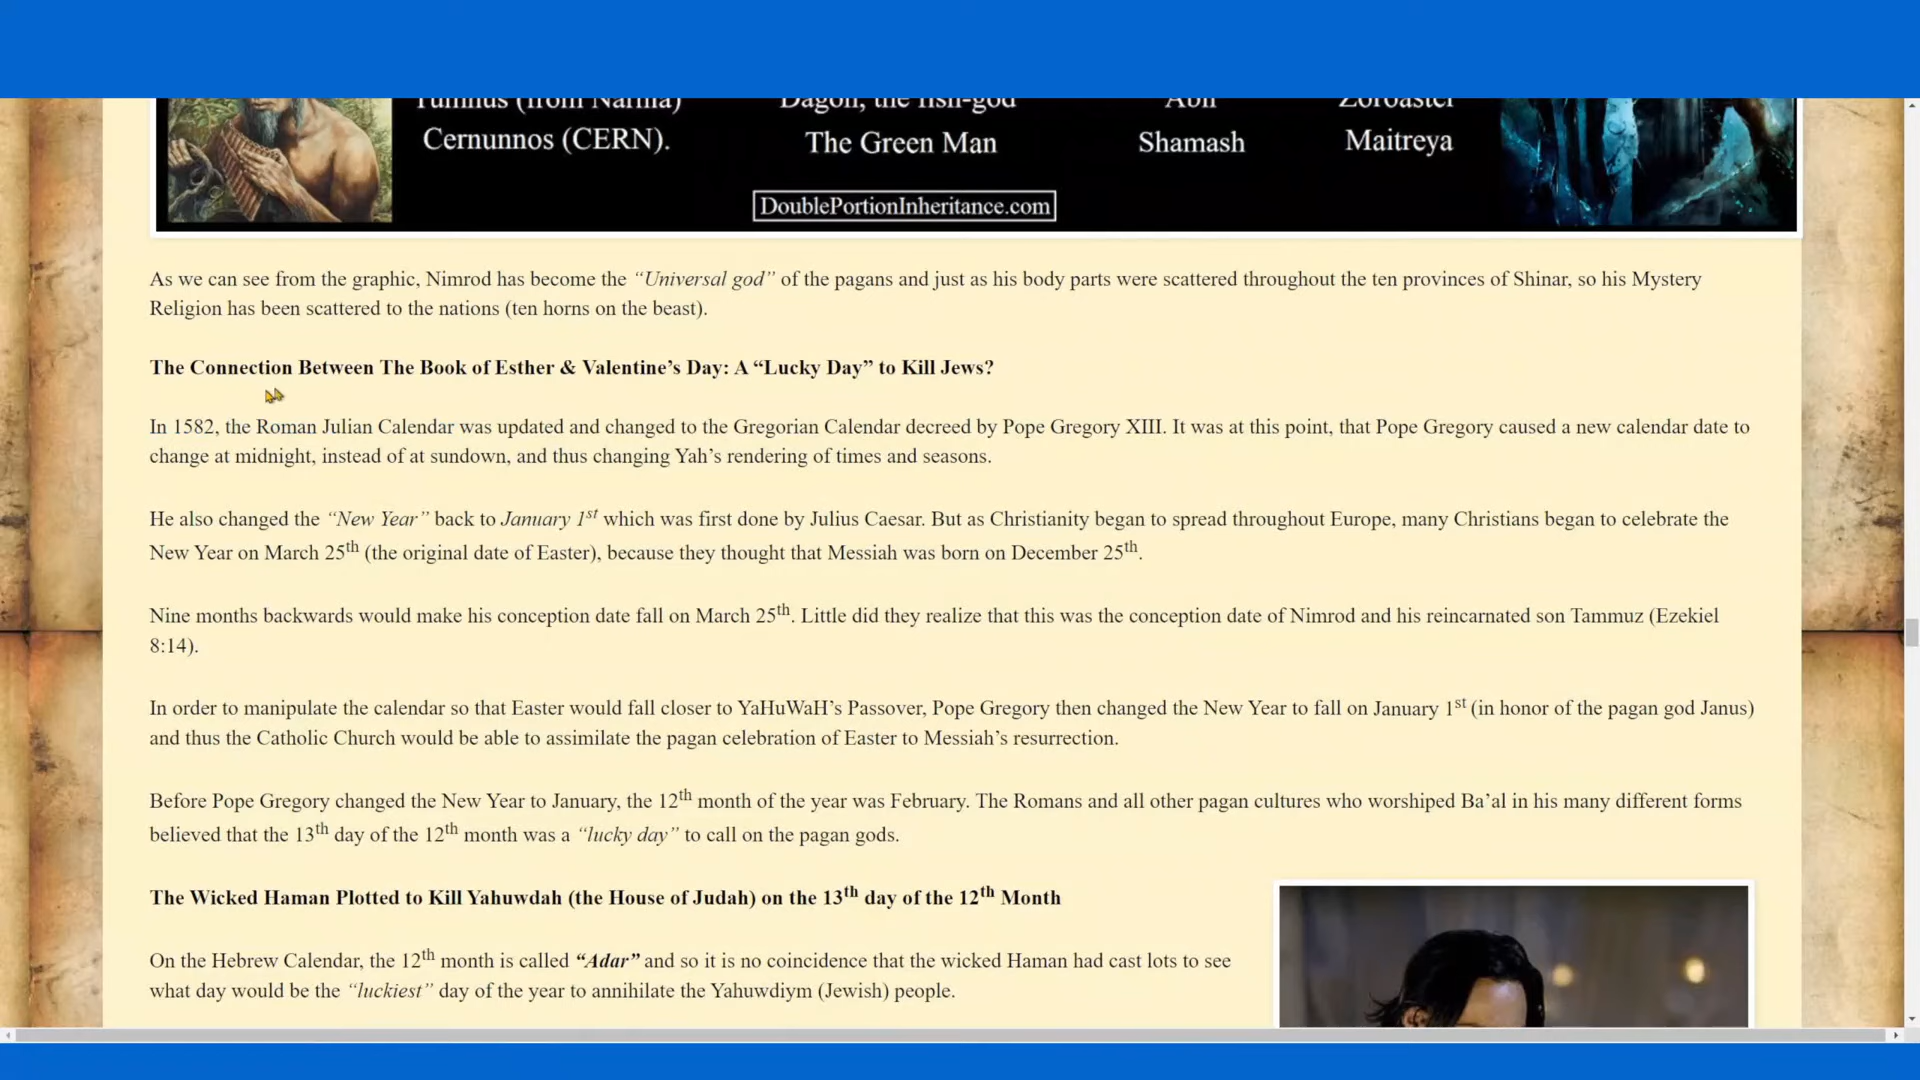 Tumnus (from Narnia)
Dagon, the fish-god
Zoroaster
Cernunnos (CERN).
The Green Man
Shamash
Maitreya
DoublePortionInheritance.com
As we can see from the graphic, Nimrod has become the “Universal god” of the pagans and just as his body parts were scattered throughout the ten provinces of Shinar, so his Mystery
Religion has been scattered to the nations (ten horns on the beast).
The Connection Between The Book of Esther & Valentine’s Day: A “Lucky Day” to Kill Jews?
In 1582, the Roman Julian Calendar was updated and changed to the Gregorian Calendar decreed by Pope Gregory XIII. It was at this point, that Pope Gregory caused a new calendar date to
change at midnight, instead of at sundown, and thus changing Yah’s rendering of times and seasons.
He also changed the “New Year” back to January 1st which was first done by Julius Caesar. But as Christianity began to spread throughout Europe, many Christians began to celebrate the
New Year on March 25th (the original date of Easter), because they thought that Messiah was born on December 25th.
Nine months backwards would make his conception date fall on March 25th. Little did they realize that this was the conception date of Nimrod and his reincarnated son Tammuz (Ezekiel
8:14).
In order to manipulate the calendar so that Easter would fall closer to YaHuWaH’s Passover, Pope Gregory then changed the New Year to fall on January 1st (in honor of the pagan god Janus)
and thus the Catholic Church would be able to assimilate the pagan celebration of Easter to Messiah’s resurrection.
Before Pope Gregory changed the New Year to January, the 12th month of the year was February. The Romans and all other pagan cultures who worshiped Ba’al in his many different forms
believed that the 13th day of the 12th month was a “lucky day” to call on the pagan gods.
The Wicked Haman Plotted to Kill Yahuwdah (the House of Judah) on the 13th day of the 12th Month
On the Hebrew Calendar, the 12th month is called “Adar” and so it is no coincidence that the wicked Haman had cast lots to see
what day would be the “luckiest” day of the year to annihilate the Yahuwdiym (Jewish) people.